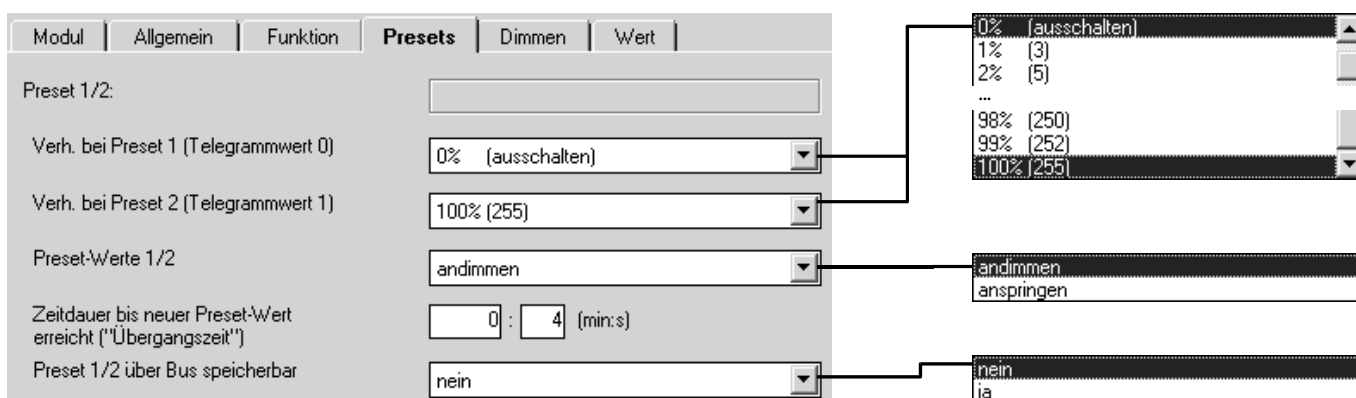 Modul Allgemein Funktion Presets Dimmen Wert
Preset 1/2:
Verh. bei Preset 1 (Telegrammwert 0) 0% (ausschalten)
Verh. bei Preset 2 (Telegrammwert 1) 100% (255)
Preset-Werte 1/2 andimmen
Zeitdauer bis neuer Preset-Wert
erreicht ("Übergangszeit") 0 : 4 (min:s)
Preset 1/2 über Bus speicherbar nein
0% (ausschalten)
1% (3)
2% (5)
...
98% (250)
99% (252)
100% (255)
andimmen
anspringen
nein
ja